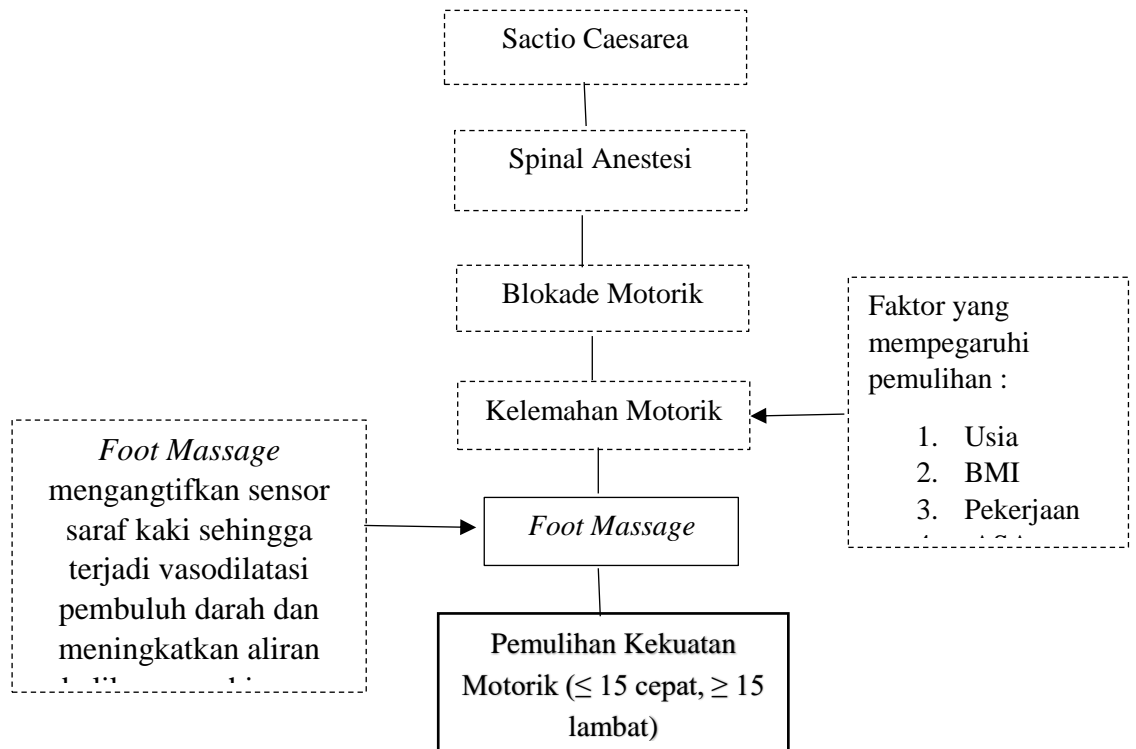 Sactio Caesarea
Spinal Anestesi
Blokade Motorik
Faktor yang
mempegaruhi
pemulihan :
1. Usia
2. BMI
3. Pekerjaan
Kelemahan Motorik
Foot Massage
mengangtifkan sensor
saraf kaki sehingga
terjadi vasodilatasi
pembuluh darah dan
meningkatkan aliran
Foot Massage
Pemulihan Kekuatan
Motorik (≤ 15 cepat, ≥ 15
lambat)